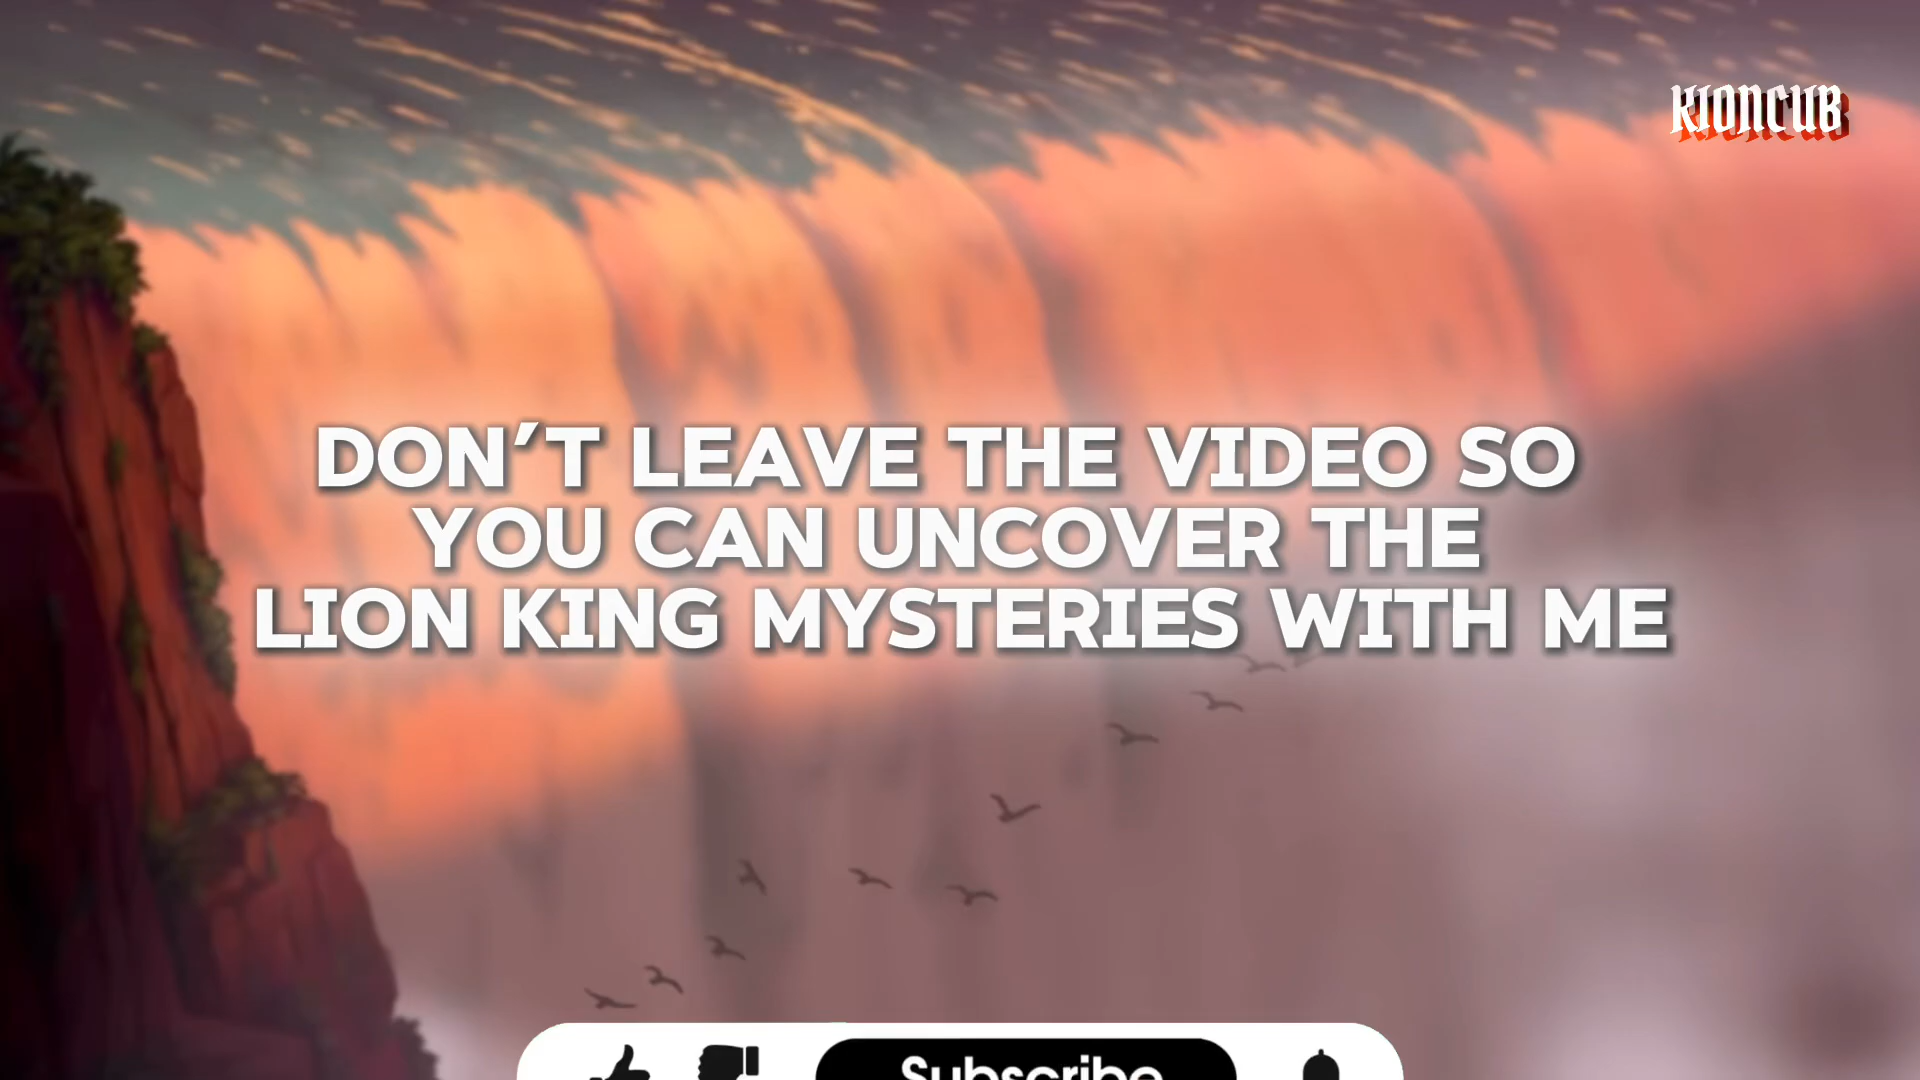 KIONCUB
DON'T LEAVE THE VIDEO SO
YOU CAN UNCOVER THE
LION KING MYSTERIES WITH ME
Subscribe